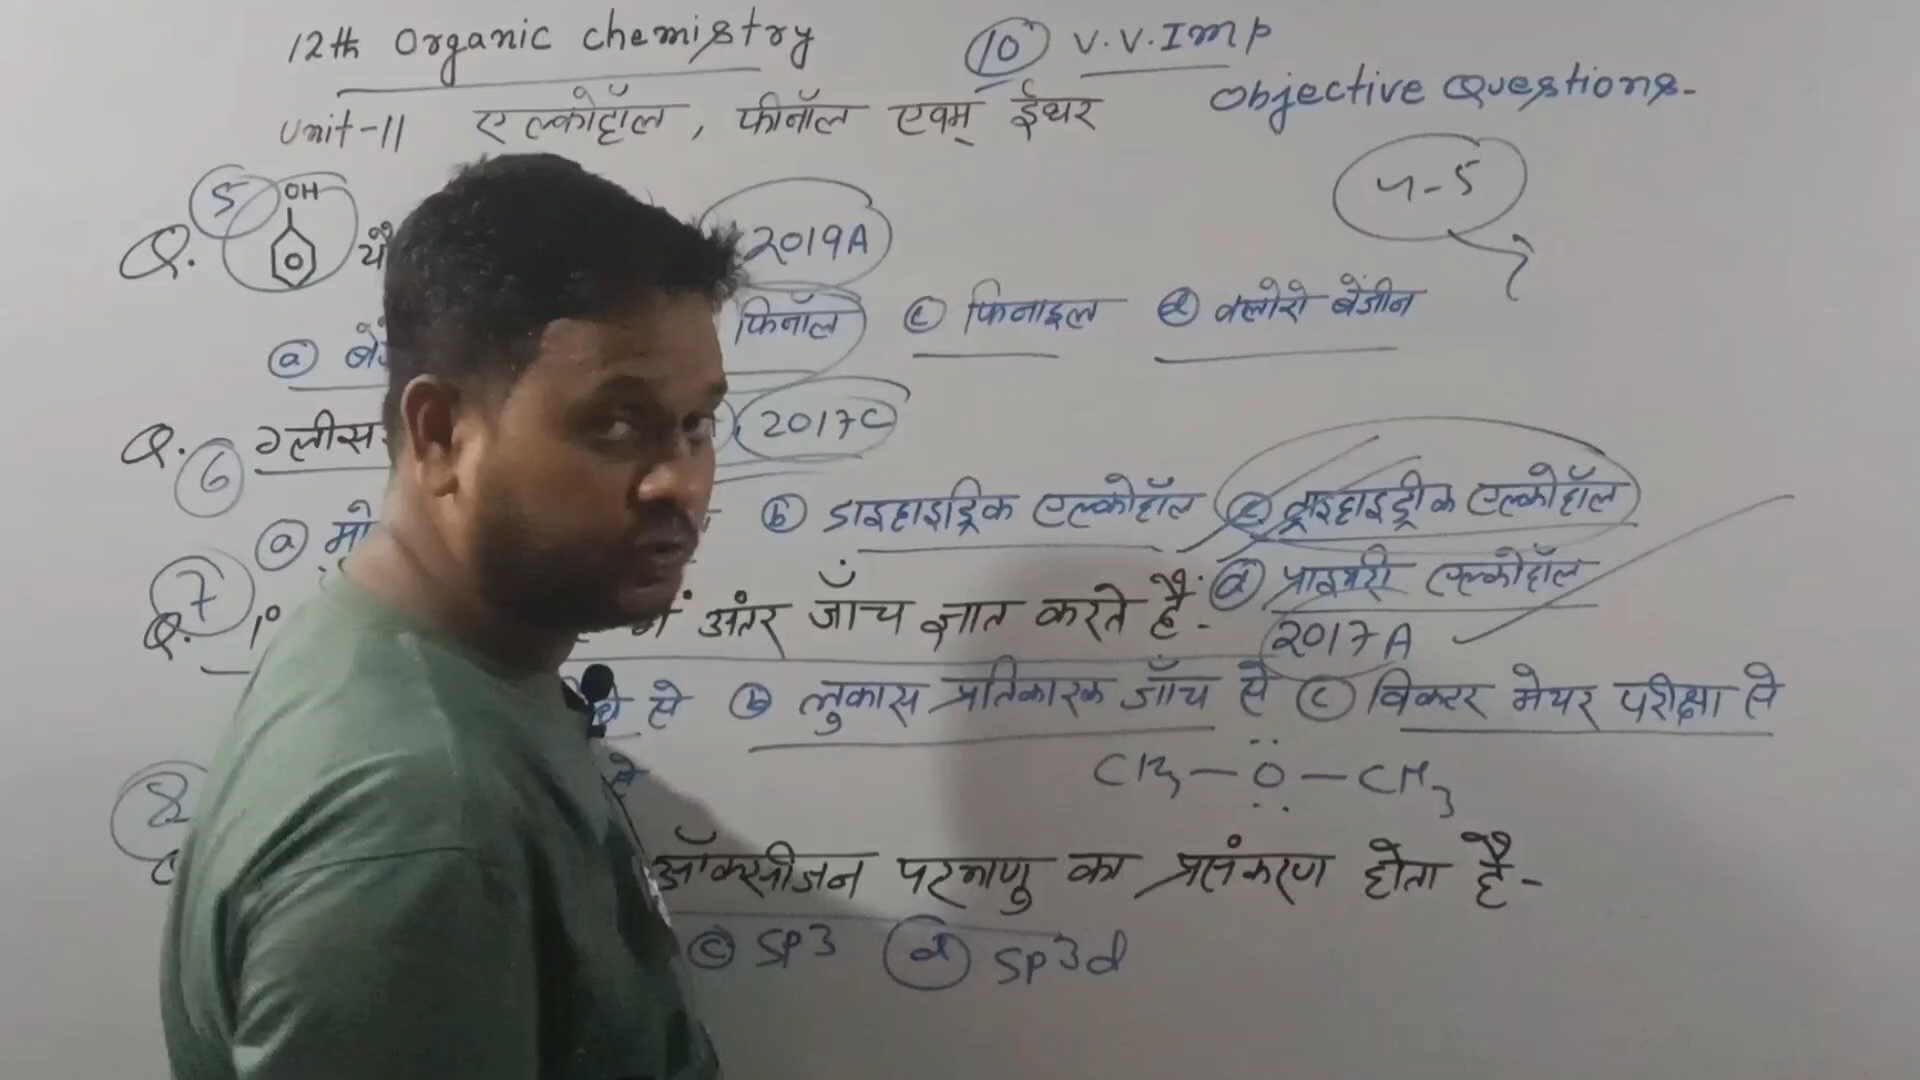 12th Organic chemistry 10 V.V.Imp
Objective Questions-
Unit-11 एल्कोहॉल, फीनॉल एवम् ईथर
4-5
5 OH
Q. 2019A
a फिनॉल c फिनाइल d क्लोरो बेंजीन
Q. 6 2017C
a b डाइहाइड्रिक एल्कोहॉल c ट्राइहाइड्रीक एल्कोहॉल
d प्राइमरी एल्कोहॉल
7 Q. 1° में अंतर जाँच ज्ञात करते है-
2017A
से b लुकास प्रतिकारक जाँच से c विक्टर मेयर परीक्षा से
से
CH3-O-CH3
8 ऑक्सीजन परमाणु का प्रसंकरण होता है-
c SP3 d SP3d